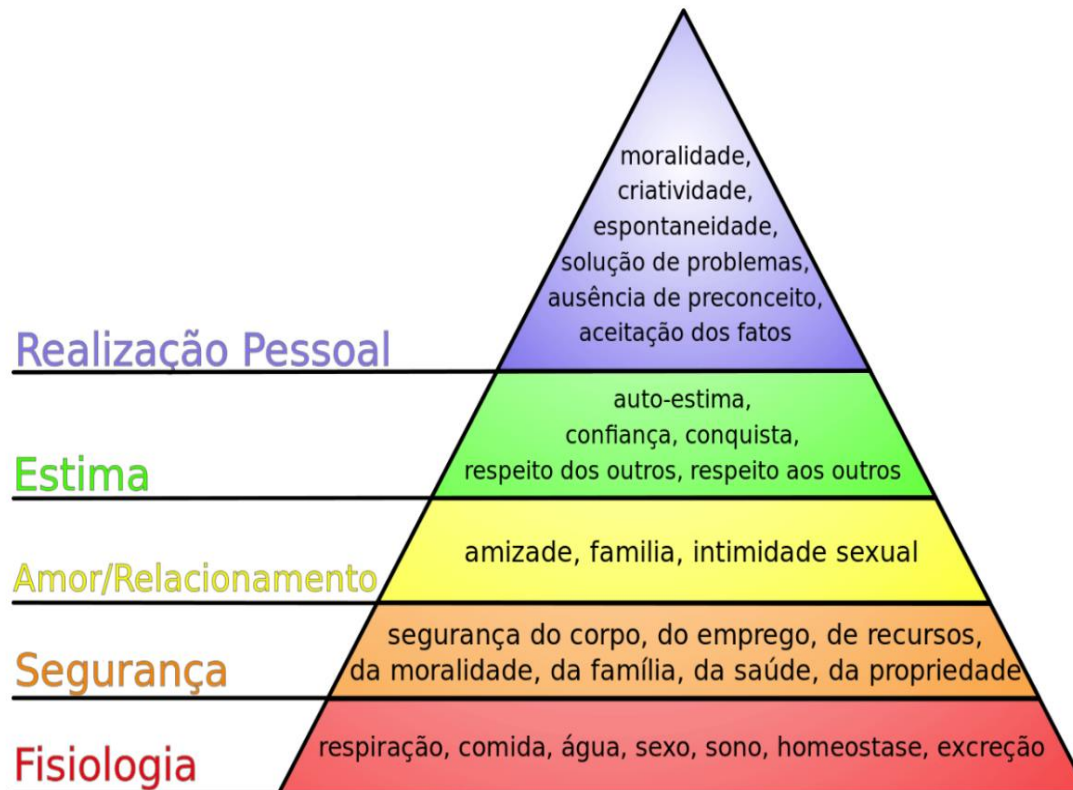 moralidade,
criatividade,
espontaneidade,
solução de problemas,
ausência de preconceito,
aceitação dos fatos
Realização Pessoal
auto-estima,
confiança, conquista,
respeito dos outros, respeito aos outros
Estima
amizade, familia, intimidade sexual
Amor/Relacionamento
segurança do corpo, do emprego, de recursos,
da moralidade, da família, da saúde, da propriedade
Segurança
respiração, comida, água, sexo, sono, homeostase, excreção
Fisiologia